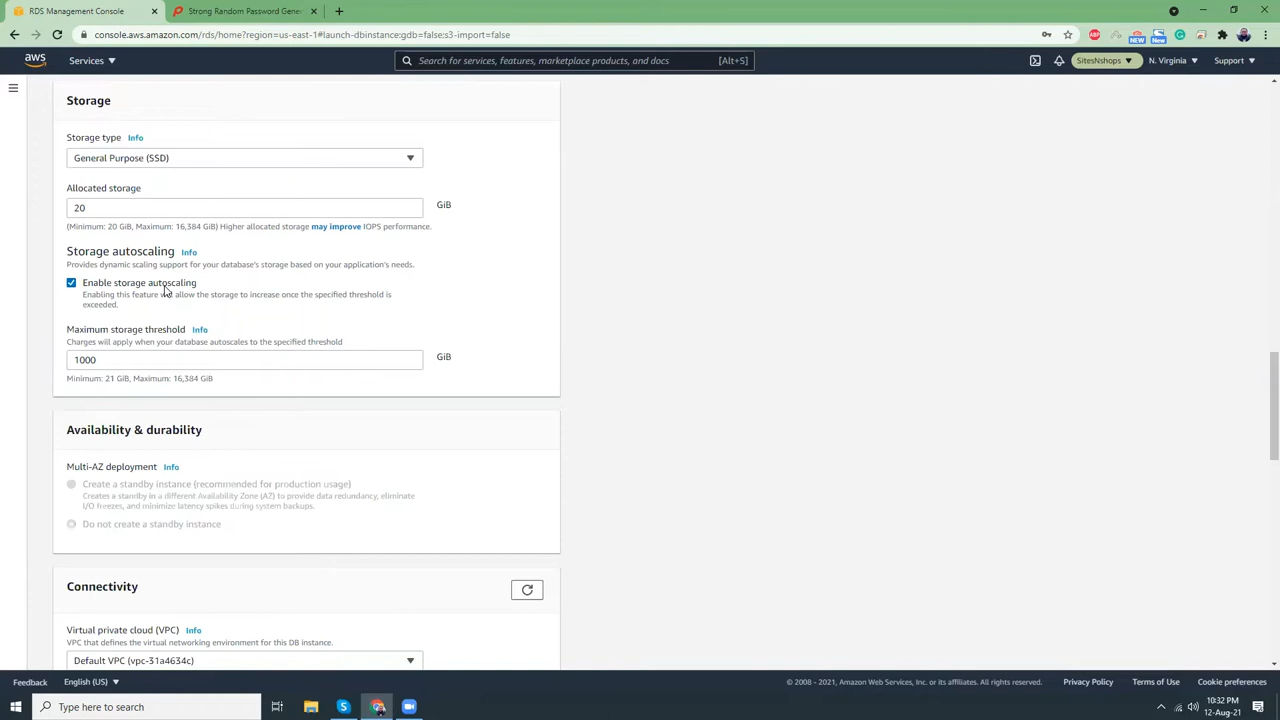 RDS Management Console
Strong Random Password Gene
console.aws.amazon.com/rds/home?region=us-east-1#launch-dbinstance:gdb=false;s3-import=false
aws
Services
Search for services, features, marketplace products, and docs
[Alt+S]
SitesNshops
N. Virginia
Support
Storage
Storage type Info
General Purpose (SSD)
Allocated storage
20
GiB
(Minimum: 20 GiB, Maximum: 16,384 GiB) Higher allocated storage may improve IOPS performance.
Storage autoscaling Info
Provides dynamic scaling support for your database's storage based on your application's needs.
Enable storage autoscaling
Enabling this feature will allow the storage to increase once the specified threshold is
exceeded.
Maximum storage threshold Info
Charges will apply when your database autoscales to the specified threshold
1000
GiB
Minimum: 21 GiB, Maximum: 16,384 GiB
Availability & durability
Multi-AZ deployment Info
Create a standby instance (recommended for production usage)
Creates a standby in a different Availability Zone (AZ) to provide data redundancy, eliminate
I/O freezes, and minimize latency spikes during system backups.
Do not create a standby instance
Connectivity
Virtual private cloud (VPC) Info
VPC that defines the virtual networking environment for this DB instance.
Default VPC (vpc-31a4634c)
Feedback
English (US)
© 2008 - 2021, Amazon Web Services, Inc. or its affiliates. All rights reserved.
Privacy Policy
Terms of Use
Cookie preferences
Type here to search
10:32 PM
12-Aug-21